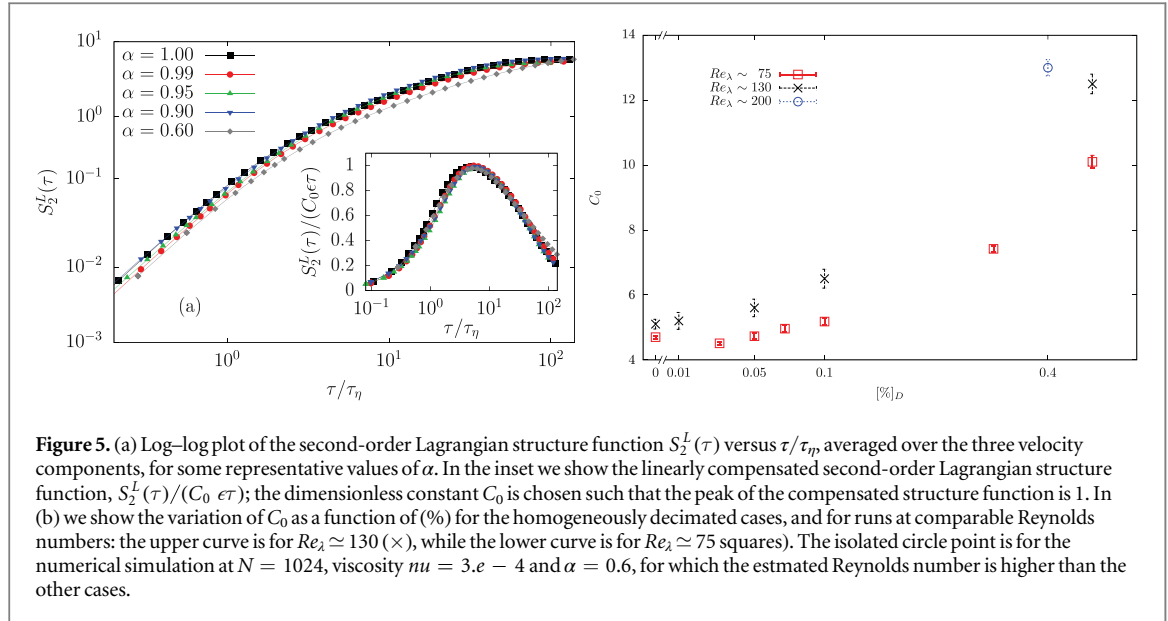 10^1
10^0
10^-1
10^-2
10^-3
S_2^L(τ)
α = 1.00
α = 0.99
α = 0.95
α = 0.90
α = 0.60
(a)
S_2^L(τ)/(C_0ϵτ)
1
0.8
0.6
0.4
0.2
0
10^-1 10^0 10^1 10^2
τ/τ_η
10^0 10^1 10^2
τ/τ_η
14
12
10
8
6
4
C_0
Re_λ ~ 75
Re_λ ~ 130
Re_λ ~ 200
0 0.01 0.05 0.1 0.4
[%]_D
Figure 5. (a) Log–log plot of the second-order Lagrangian structure function S_2^L(τ) versus τ/τ_η, averaged over the three velocity
components, for some representative values of α. In the inset we show the linearly compensated second-order Lagrangian structure
function, S_2^L(τ)/(C_0 ϵτ); the dimensionless constant C_0 is chosen such that the peak of the compensated structure function is 1. In
(b) we show the variation of C_0 as a function of (%) for the homogeneously decimated cases, and for runs at comparable Reynolds
numbers: the upper curve is for Re_λ ≃ 130 (×), while the lower curve is for Re_λ ≃ 75 squares). The isolated circle point is for the
numerical simulation at N = 1024, viscosity nu = 3.e − 4 and α = 0.6, for which the estmated Reynolds number is higher than the
other cases.